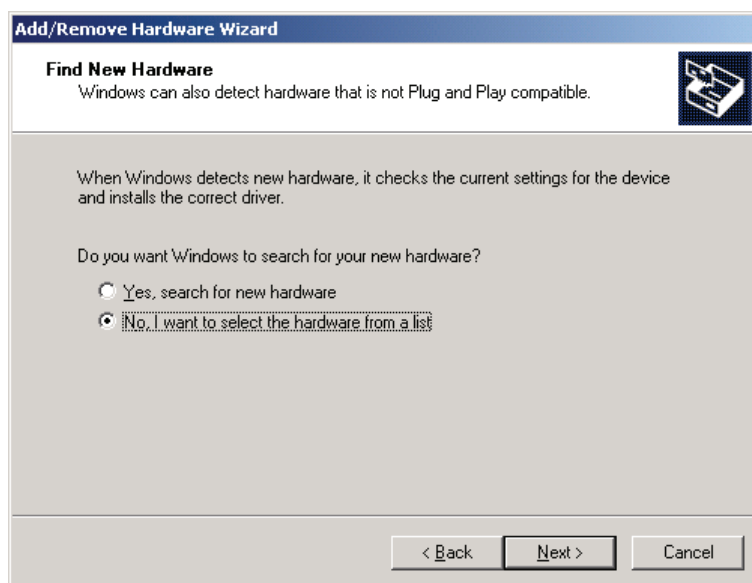 Add/Remove Hardware Wizard
Find New Hardware
Windows can also detect hardware that is not Plug and Play compatible.
When Windows detects new hardware, it checks the current settings for the device
and installs the correct driver.
Do you want Windows to search for your new hardware?
Yes, search for new hardware
No, I want to select the hardware from a list
< Back Next > Cancel